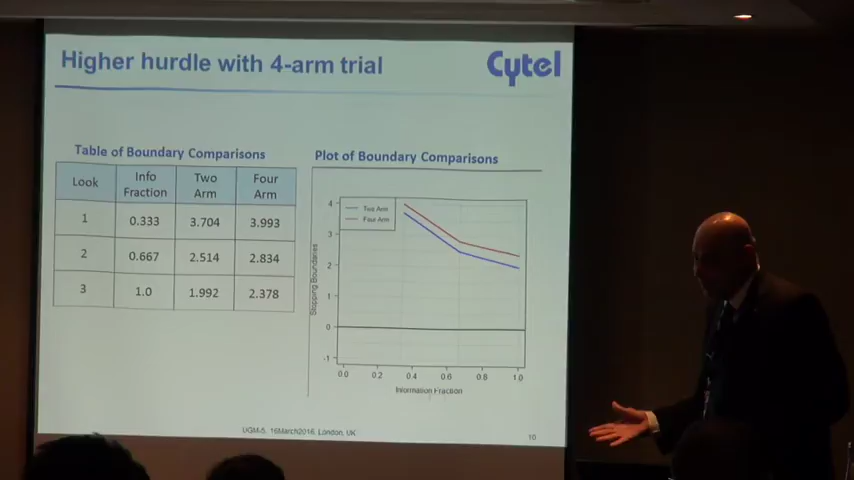 Higher hurdle with 4-arm trial
Cytel
Table of Boundary Comparisons
Look Info Fraction Two Arm Four Arm
1 0.333 3.704 3.993
2 0.667 2.514 2.834
3 1.0 1.992 2.378
Plot of Boundary Comparisons
Two Arm
Four Arm
Stopping Boundaries
4
3
2
1
0
-1
0.0 0.2 0.4 0.6 0.8 1.0
Information Fraction
UGM-5, 16March2016, London, UK
10